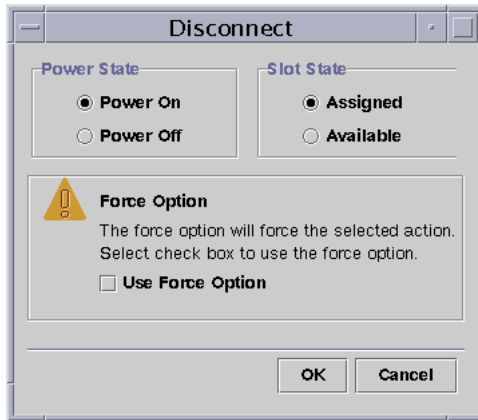 Disconnect
Power State
Power On
Power Off
Slot State
Assigned
Available
Force Option
The force option will force the selected action.
Select check box to use the force option.
Use Force Option
OK
Cancel